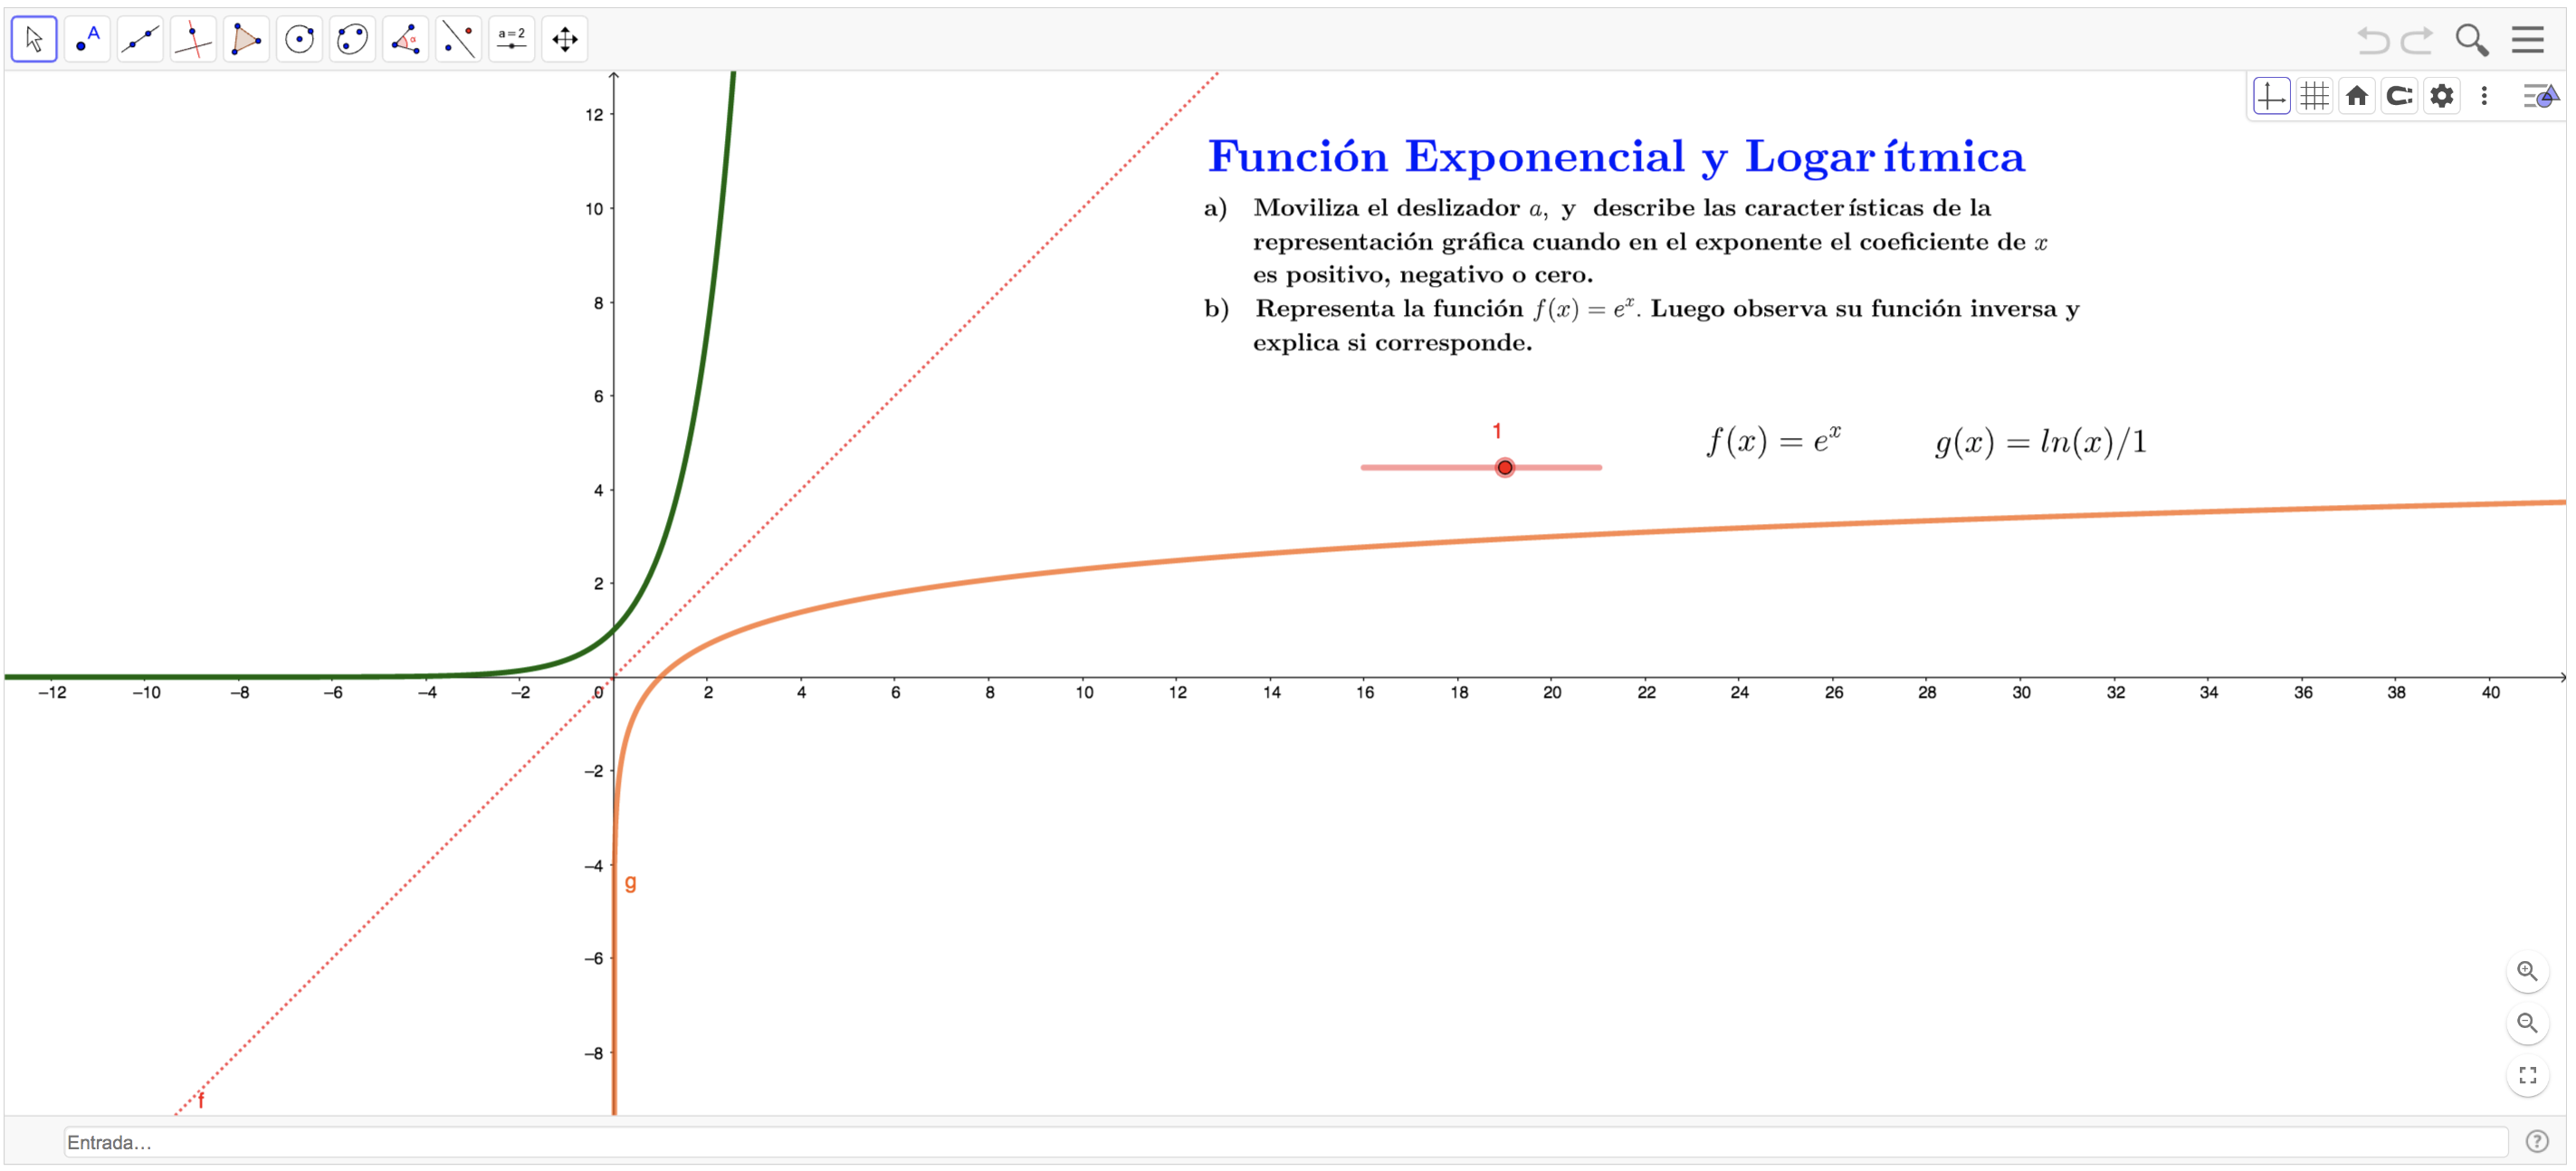 A
α
a=2
Función Exponencial y Logarítmica
a) Moviliza el deslizador a, y describe las características de la
representación gráfica cuando en el exponente el coeficiente de x
es positivo, negativo o cero.
b) Representa la función f(x) = e^x. Luego observa su función inversa y
explica si corresponde.
1
f(x) = e^x
g(x) = ln(x)/1
12
10
8
6
4
2
−12 −10 −8 −6 −4 −2 0 2 4 6 8 10 12 14 16 18 20 22 24 26 28 30 32 34 36 38 40
−2
−4
g
−6
−8
f
Entrada…
?